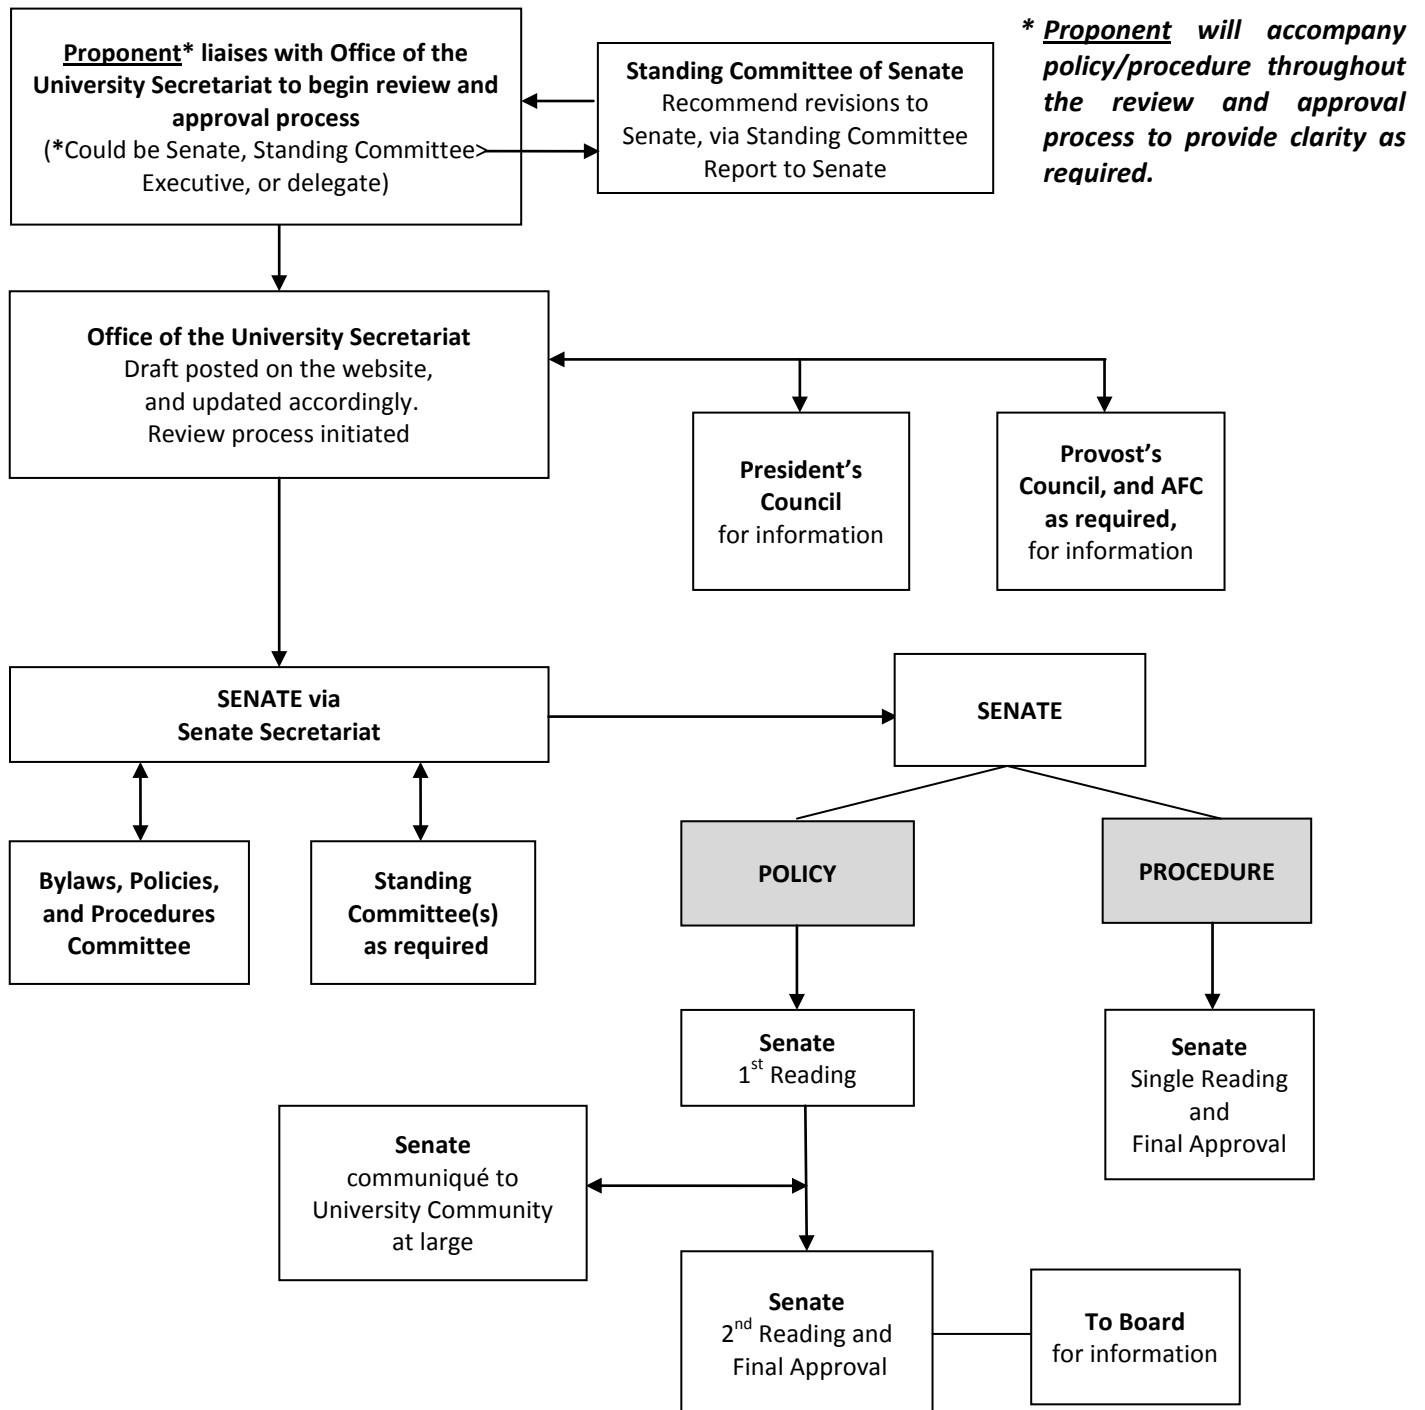 Proponent* liaises with Office of the
University Secretariat to begin review and
approval process
(*Could be Senate, Standing Committee>
Executive, or delegate)
Standing Committee of Senate
Recommend revisions to
Senate, via Standing Committee
Report to Senate
* Proponent will accompany
policy/procedure throughout
the review and approval
process to provide clarity as
required.
Office of the University Secretariat
Draft posted on the website,
and updated accordingly.
Review process initiated
President’s
Council
for information
Provost’s
Council, and AFC
as required,
for information
SENATE via
Senate Secretariat
SENATE
Bylaws, Policies,
and Procedures
Committee
Standing
Committee(s)
as required
POLICY
PROCEDURE
Senate
1st Reading
Senate
Single Reading
and
Final Approval
Senate
communiqué to
University Community
at large
Senate
2nd Reading and
Final Approval
To Board
for information